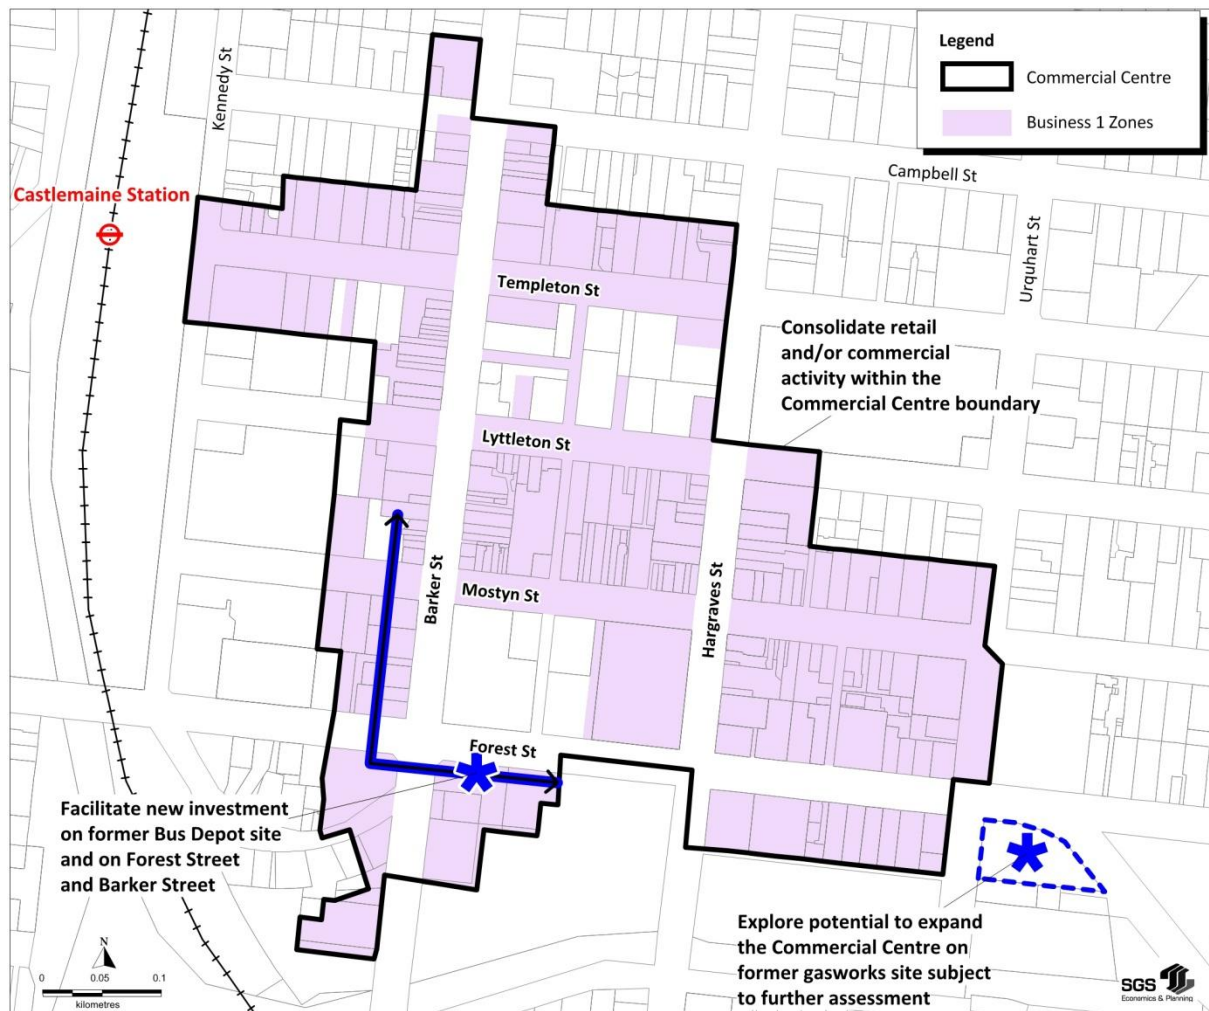 Legend
Commercial Centre
Business 1 Zones
Kennedy St
Campbell St
Castlemaine Station
Urquhart St
Templeton St
Consolidate retail
and/or commercial
activity within the
Commercial Centre boundary
Lyttleton St
Barker St
Mostyn St
Hargraves St
Forest St
Facilitate new investment
on former Bus Depot site
and on Forest Street
and Barker Street
Explore potential to expand
the Commercial Centre on
former gasworks site subject
to further assessment
N
0 0.05 0.1
kilometres
SGS
Economics & Planning